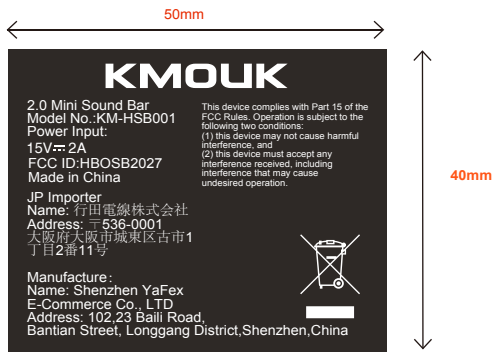 50mm
KMOUK
2.0 Mini Sound Bar
Model No.:KM-HSB001
Power Input:
15V⎓2A
FCC ID:HBOSB2027
Made in China
This device complies with Part 15 of the
FCC Rules. Operation is subject to the
following two conditions:
(1) this device may not cause harmful
interference, and
(2) this device must accept any
interference received, including
interference that may cause
undesired operation.
JP Importer
Name: 行田電線株式会社
Address: 〒536-0001
大阪府大阪市城東区古市1
丁目2番11号
Manufacture:
Name: Shenzhen YaFex
E-Commerce Co., LTD
Address: 102,23 Baili Road,
Bantian Street, Longgang District,Shenzhen,China
40mm